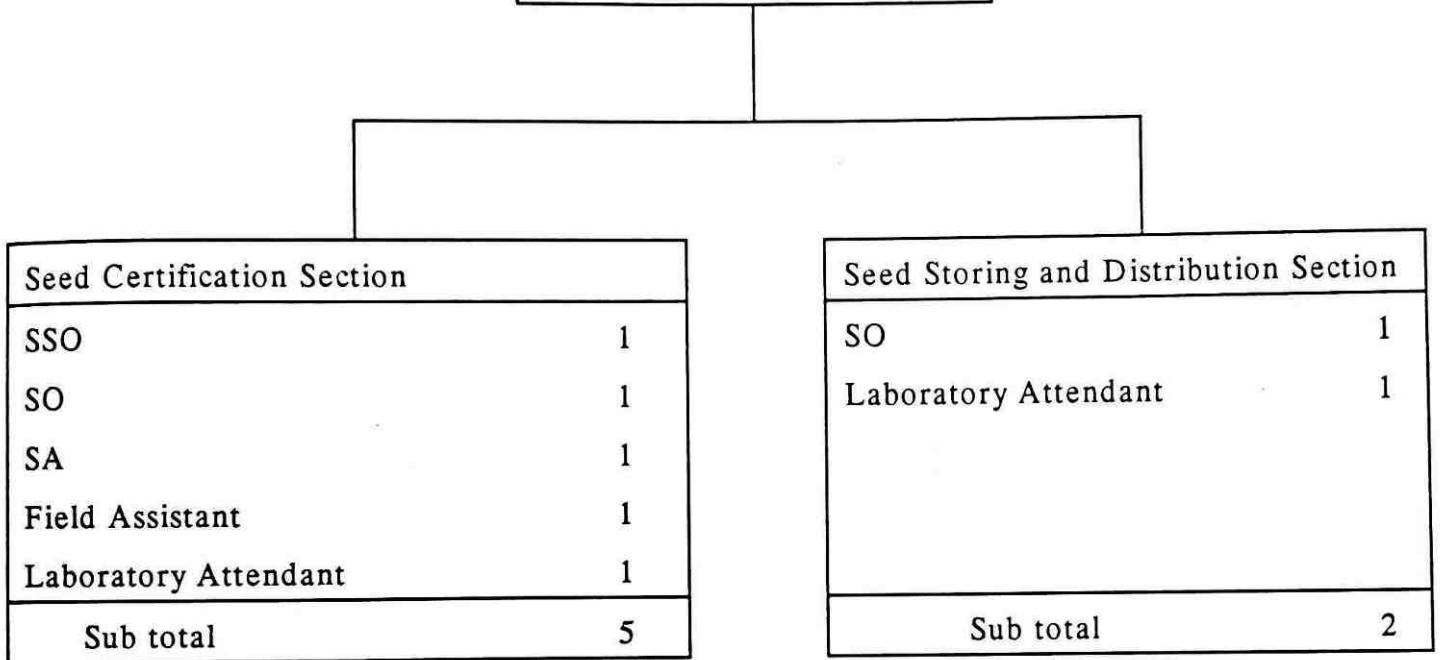 Seed Certification Section
SSO 1
SO 1
SA 1
Field Assistant 1
Laboratory Attendant 1
Sub total 5
Seed Storing and Distribution Section
SO 1
Laboratory Attendant 1
Sub total 2